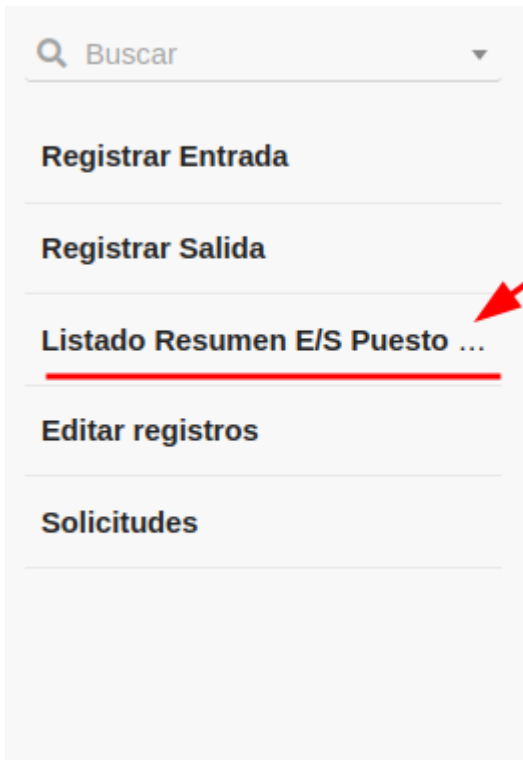 Buscar
Registrar Entrada
Registrar Salida
Listado Resumen E/S Puesto ...
Editar registros
Solicitudes